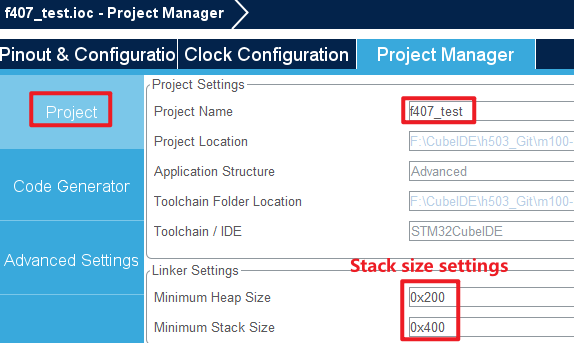 f407_test.ioc - Project Manager
Pinout & Configuratio Clock Configuration Project Manager
Project
Code Generator
Advanced Settings
Project Settings
Project Name f407_test
Project Location F:\CubeIDE\h503_Git\m100-
Application Structure Advanced
Toolchain Folder Location F:\CubeIDE\h503_Git\m100-
Toolchain / IDE STM32CubeIDE
Linker Settings
Stack size settings
Minimum Heap Size 0x200
Minimum Stack Size 0x400